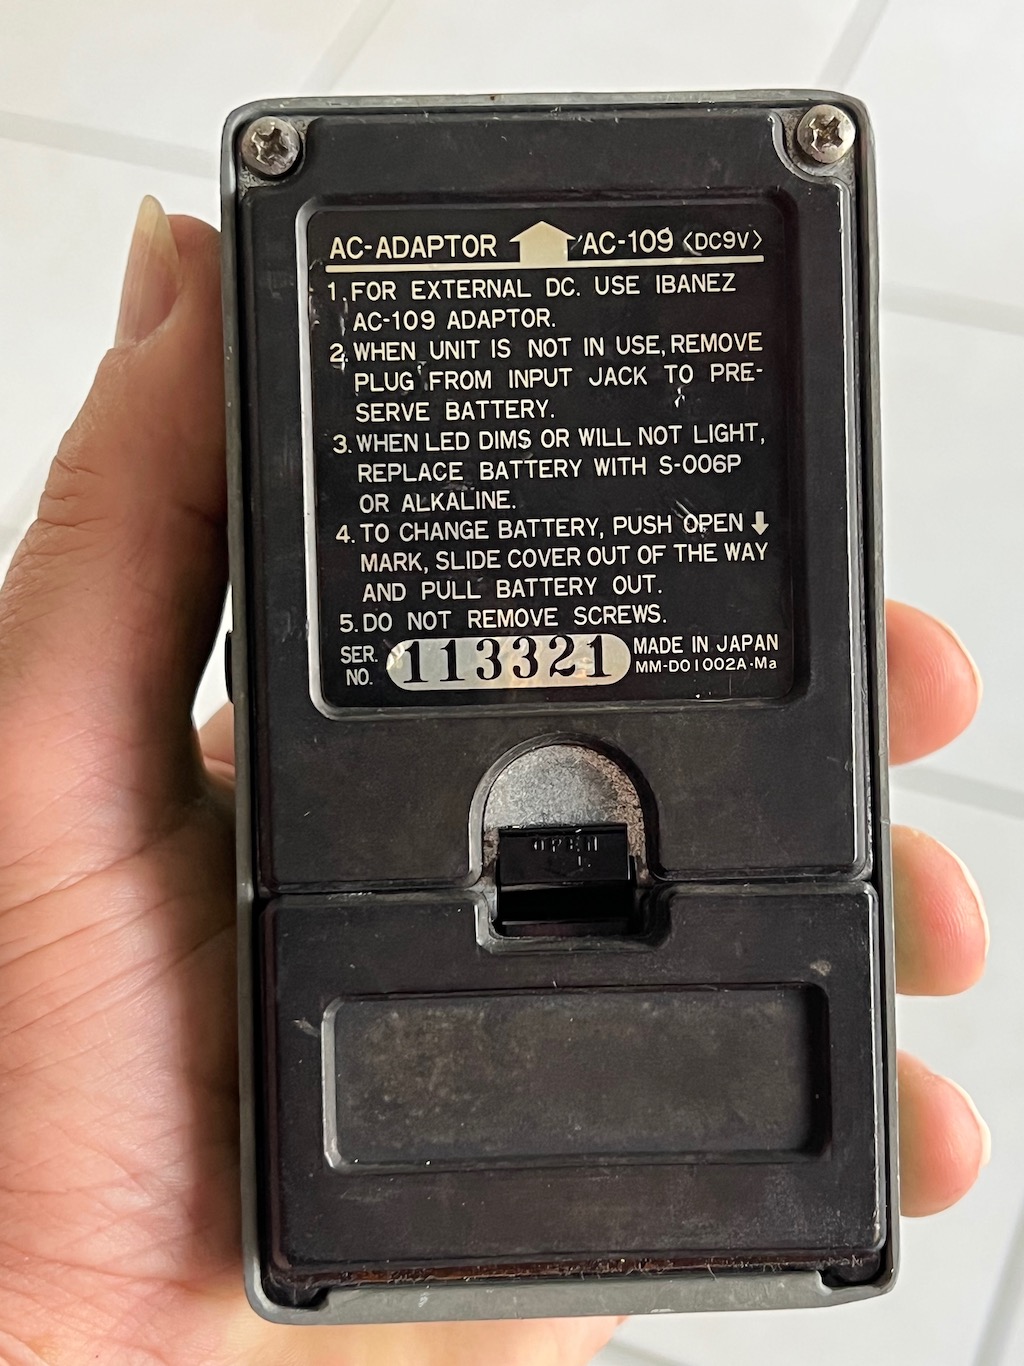 AC-ADAPTOR AC-109 <DC9V>
1. FOR EXTERNAL DC. USE IBANEZ
AC-109 ADAPTOR.
2. WHEN UNIT IS NOT IN USE, REMOVE
PLUG FROM INPUT JACK TO PRE-
SERVE BATTERY.
3. WHEN LED DIMS OR WILL NOT LIGHT,
REPLACE BATTERY WITH S-006P
OR ALKALINE.
4. TO CHANGE BATTERY, PUSH OPEN ⬇
MARK, SLIDE COVER OUT OF THE WAY
AND PULL BATTERY OUT.
5. DO NOT REMOVE SCREWS.
SER. NO. 113321 MADE IN JAPAN
MM-D01002A·Ma
OPEN